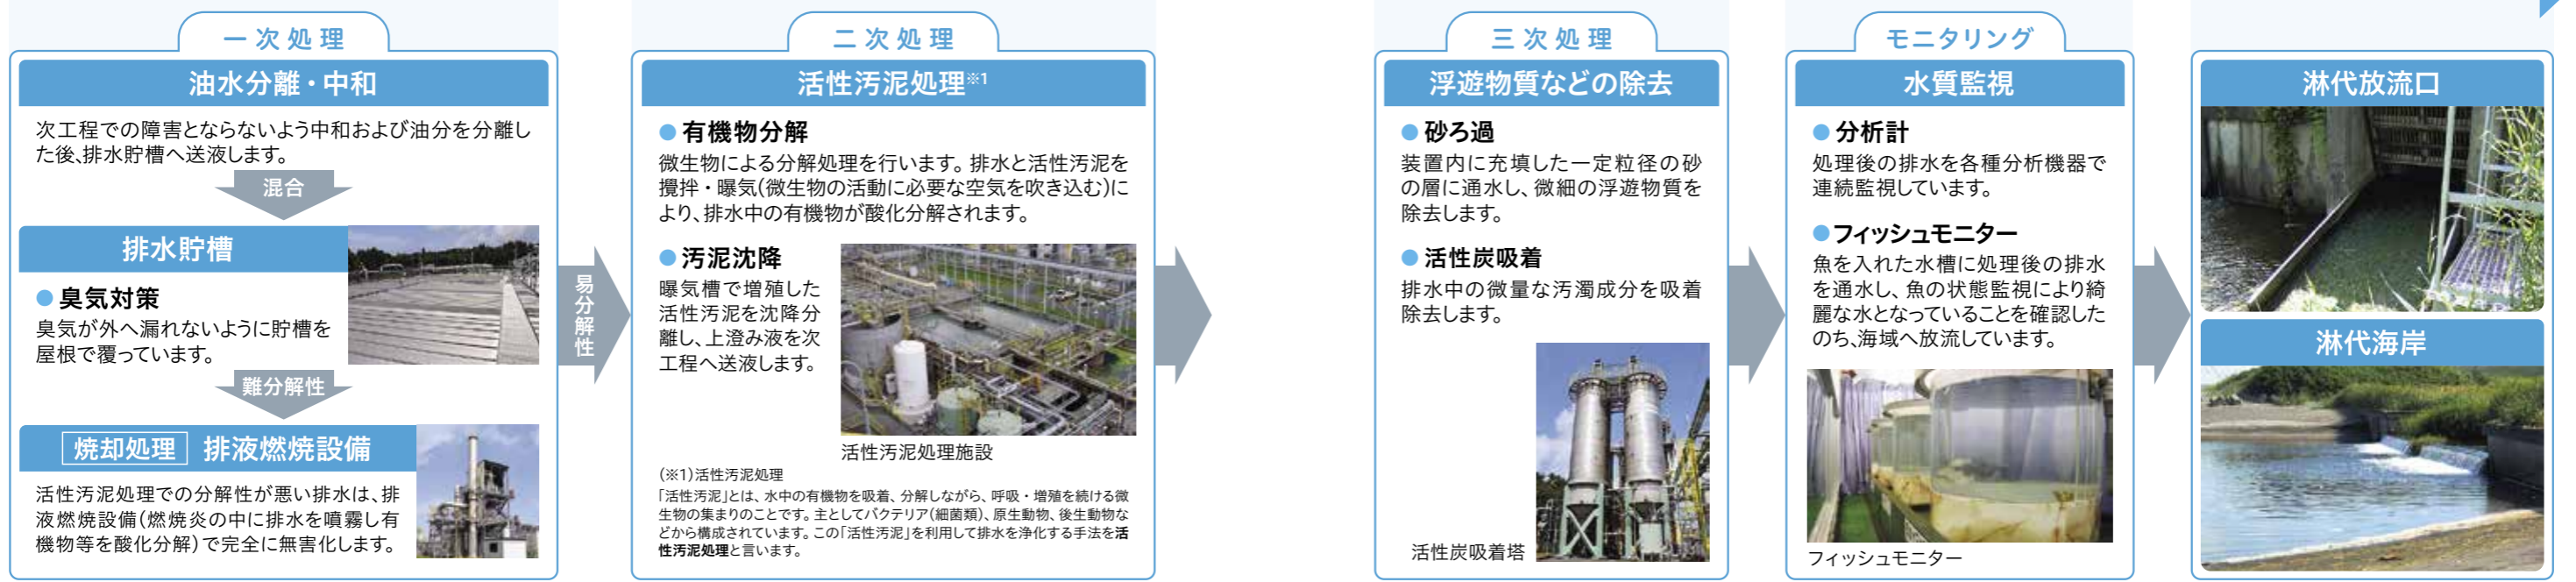 一次処理
油水分離・中和
次工程での障害とならないよう中和および油分を分離し
た後、排水貯槽へ送液します。
混合
排水貯槽
● 臭気対策
臭気が外へ漏れないように貯槽を
屋根で覆っています。
難分解性
焼却処理 排液燃焼設備
活性汚泥処理での分解性が悪い排水は、排
液燃焼設備(燃焼炎の中に排水を噴霧し有
機物等を酸化分解)で完全に無害化します。
易分解性
二次処理
活性汚泥処理※1
● 有機物分解
微生物による分解処理を行います。排水と活性汚泥を
攪拌・曝気(微生物の活動に必要な空気を吹き込む)に
より、排水中の有機物が酸化分解されます。
● 汚泥沈降
曝気槽で増殖した
活性汚泥を沈降分
離し、上澄み液を次
工程へ送液します。
活性汚泥処理施設
(※1)活性汚泥処理
「活性汚泥」とは、水中の有機物を吸着、分解しながら、呼吸・増殖を続ける微
生物の集まりのことです。主としてバクテリア(細菌類)、原生動物、後生動物な
どから構成されています。この「活性汚泥」を利用して排水を浄化する手法を活
性汚泥処理と言います。
三次処理
浮遊物質などの除去
● 砂ろ過
装置内に充填した一定粒径の砂
の層に通水し、微細の浮遊物質を
除去します。
● 活性炭吸着
排水中の微量な汚濁成分を吸着
除去します。
活性炭吸着塔
モニタリング
水質監視
● 分析計
処理後の排水を各種分析機器で
連続監視しています。
● フィッシュモニター
魚を入れた水槽に処理後の排水
を通水し、魚の状態監視により綺
麗な水となっていることを確認した
のち、海域へ放流しています。
フィッシュモニター
淋代放流口
淋代海岸